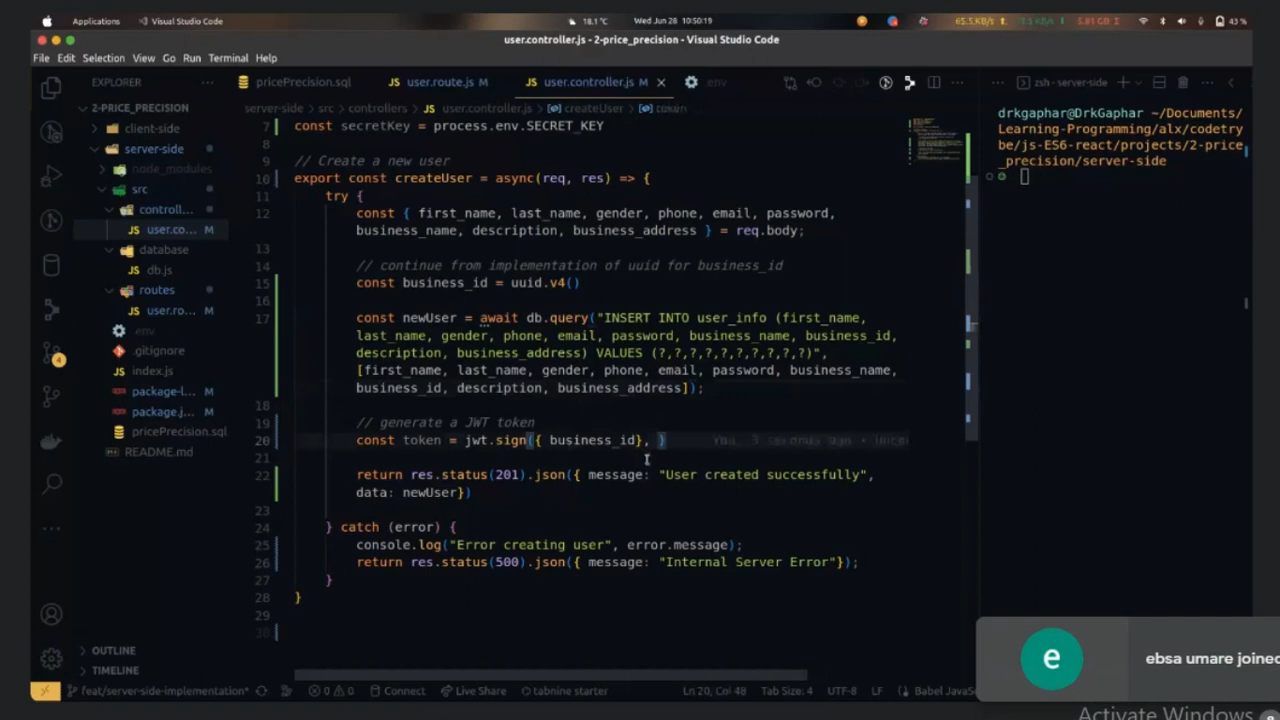 Applications
Visual Studio Code
18.1°C
Wed Jun 28 10:50:19
65.5KB/s
5.81 GB
43 %
user.controller.js - 2-price_precision - Visual Studio Code
File Edit Selection View Go Run Terminal Help
EXPLORER
pricePrecision.sql
user.route.js M
user.controller.js M
.env
zsh - server-side
2-PRICE_PRECISION
client-side
server-side
node_modules
src
controll...
user.co... M
database
db.js
routes
user.ro... M
.env
.gitignore
index.js
package-l... M
package.j... M
pricePrecision.sql
README.md
OUTLINE
TIMELINE
4
server-side > src > controllers > user.controller.js > createUser > token
7 const secretKey = process.env.SECRET_KEY
8
9 // Create a new user
10 export const createUser = async(req, res) => {
11 try {
12 const { first_name, last_name, gender, phone, email, password,
business_name, description, business_address } = req.body;
13
14 // continue from implementation of uuid for business_id
15 const business_id = uuid.v4()
16
17 const newUser = await db.query("INSERT INTO user_info (first_name,
last_name, gender, phone, email, password, business_name, business_id,
description, business_address) VALUES (?,?,?,?,?,?,?,?,?,?)",
[first_name, last_name, gender, phone, email, password, business_name,
business_id, description, business_address]);
18
19 // generate a JWT token
20 const token = jwt.sign({ business_id}, ) You, 3 seconds ago •
21
22 return res.status(201).json({ message: "User created successfully",
data: newUser})
23
24 } catch (error) {
25 console.log("Error creating user", error.message);
26 return res.status(500).json({ message: "Internal Server Error"});
27 }
28 }
29
30
drkgaphar@DrkGaphar ~/Documents/
Learning-Programming/alx/codetry
be/js-ES6-react/projects/2-price
_precision/server-side
e
ebsa umare joined
feat/server-side-implementation*
0 0
Connect
Live Share
tabnine starter
Ln 20, Col 48
Tab Size: 4
UTF-8
LF
Babel JavaS
Activate Windows